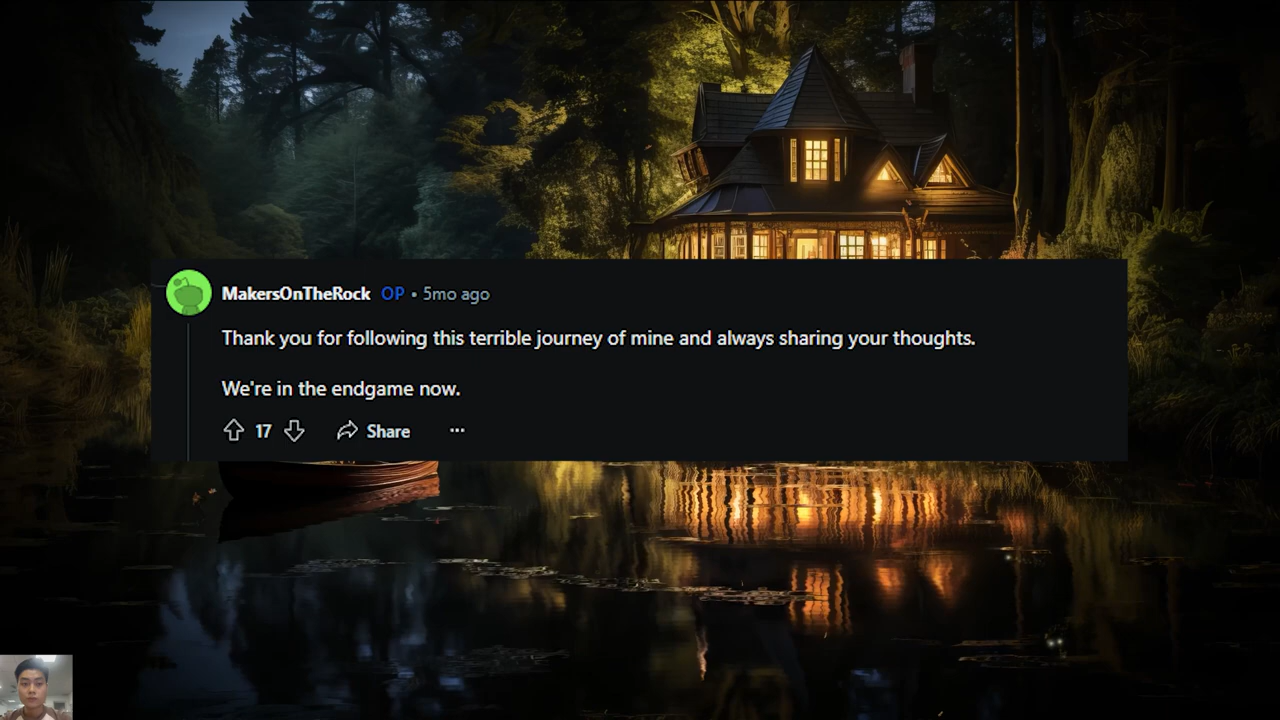 MakersOnTheRock OP • 5mo ago
Thank you for following this terrible journey of mine and always sharing your thoughts.
We're in the endgame now.
17 Share ...